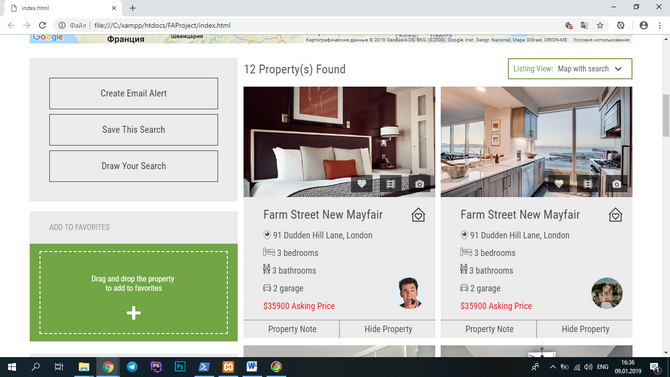 index.html
Файл
file:///C:/xampp/htdocs/FAProject/index.html
Google
Франция
Швейцария
Картографические данные © 2019 GeoBasis-DE/BKG (©2009), Google, Inst. Geogr. Nacional, Mapa GISrael, ORION-ME
Условия использования
12 Property(s) Found
Listing View: Map with search
Create Email Alert
Save This Search
Draw Your Search
ADD TO FAVORITES
Drag and drop the property
to add to favorites
Farm Street New Mayfair
91 Dudden Hill Lane, London
3 bedrooms
3 bathrooms
2 garage
$35900 Asking Price
Property Note
Hide Property
Farm Street New Mayfair
91 Dudden Hill Lane, London
3 bedrooms
3 bathrooms
2 garage
$35900 Asking Price
Property Note
Hide Property
ENG
16:36
09.01.2019